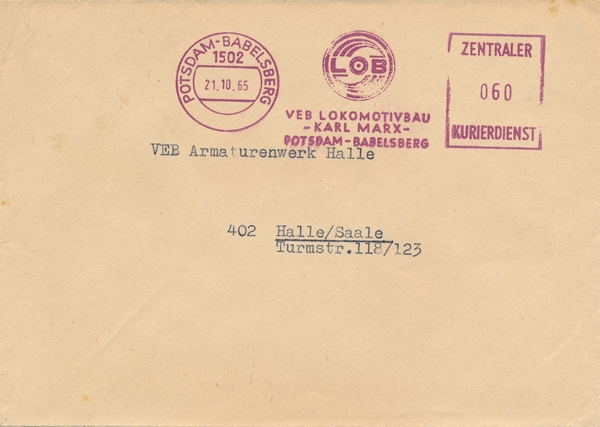 POTSDAM-BABELSBERG
1502
21.10.65
LOB
VEB LOKOMOTIVBAU
-KARL MARX-
POTSDAM-BABELSBERG
ZENTRALER
060
KURIERDIENST
VEB Armaturenwerk Halle
402 Halle/Saale
Turmstr.118/123